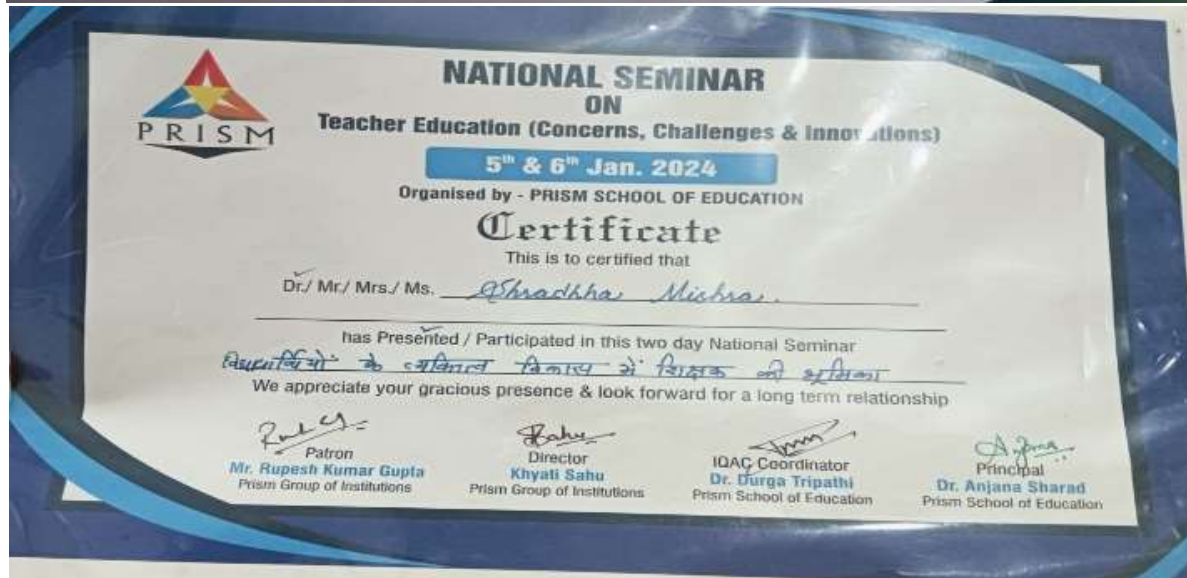 PRISM
NATIONAL SEMINAR
ON
Teacher Education (Concerns, Challenges & Innovations)
5th & 6th Jan. 2024
Organised by - PRISM SCHOOL OF EDUCATION
Certificate
This is to certified that
Dr./ Mr./ Mrs./ Ms. Shradhha Mishra.
has Presented / Participated in this two day National Seminar
विद्यार्थियों के व्यक्तित्व विकास में शिक्षक की भूमिका
We appreciate your gracious presence & look forward for a long term relationship
Patron
Mr. Rupesh Kumar Gupta
Prism Group of Institutions
Director
Khyati Sahu
Prism Group of Institutions
IQAC Coordinator
Dr. Durga Tripathi
Prism School of Education
Principal
Dr. Anjana Sharad
Prism School of Education